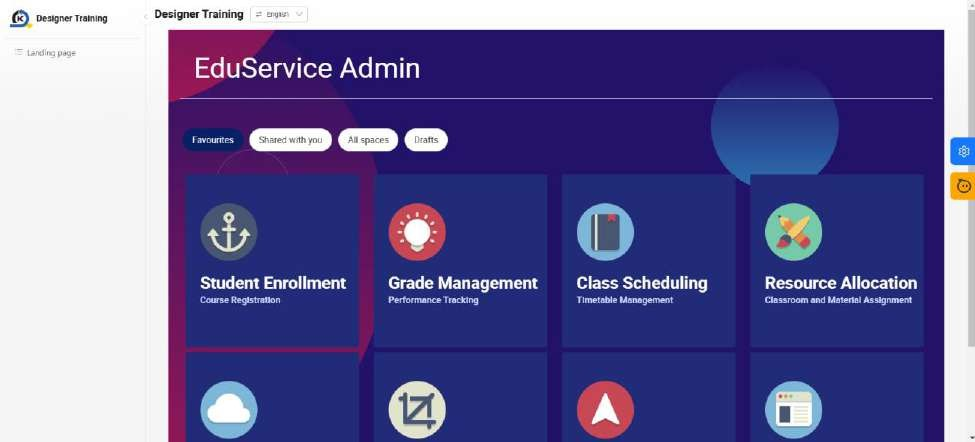 Designer Training
Landing page
Designer Training
English
EduService Admin
Favourites
Shared with you
All spaces
Drafts
Student Enrollment
Course Registration
Grade Management
Performance Tracking
Class Scheduling
Timetable Management
Resource Allocation
Classroom and Material Assignment